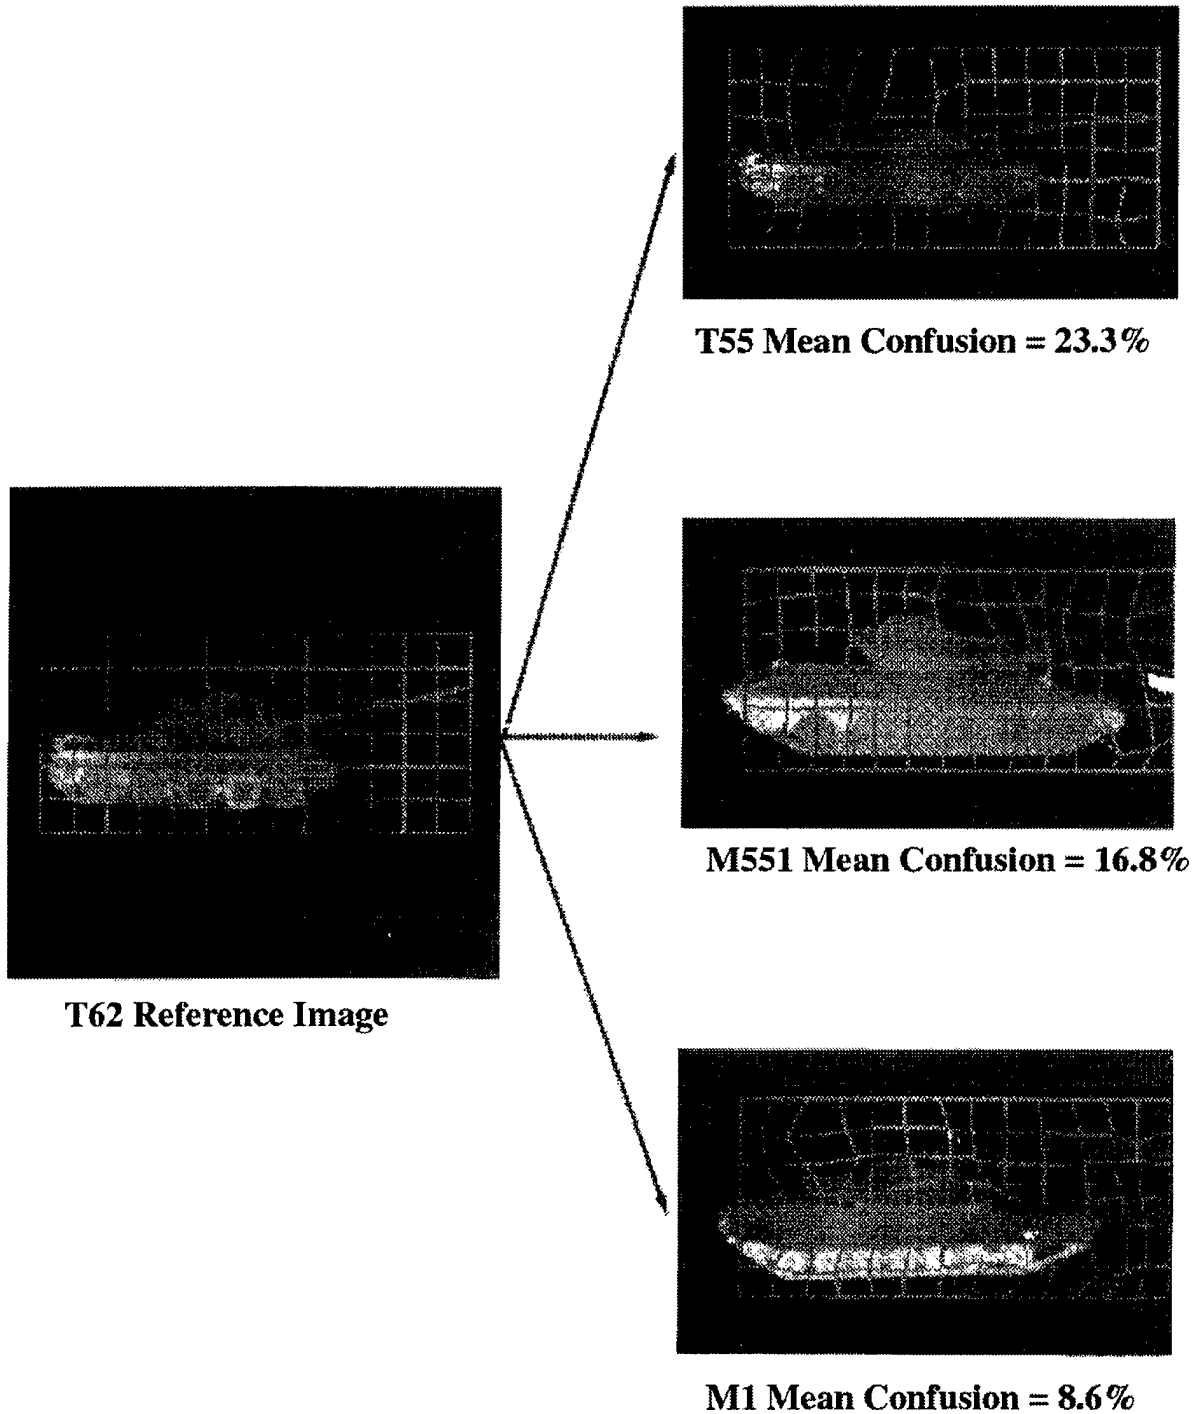 T55 Mean Confusion = 23.3%
M551 Mean Confusion = 16.8%
T62 Reference Image
M1 Mean Confusion = 8.6%